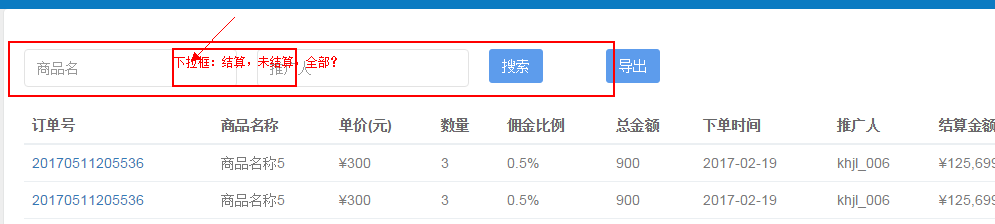 下拉框：结算，未结算，全部？
商品名 推广人 搜索 导出
订单号 商品名称 单价(元) 数量 佣金比例 总金额 下单时间 推广人 结算金额
20170511205536 商品名称5 ¥300 3 0.5% 900 2017-02-19 khjl_006 ¥125,699
20170511205536 商品名称5 ¥300 3 0.5% 900 2017-02-19 khjl_006 ¥125,699